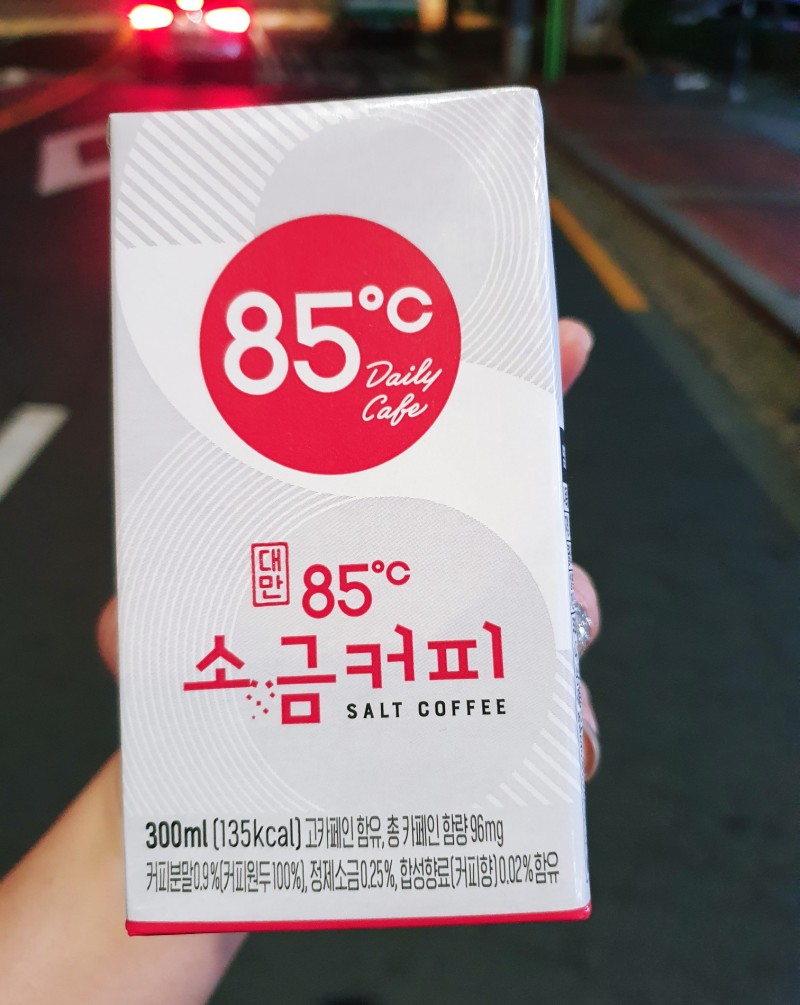 85°C
Daily
Cafe
대만
85°C
소금커피
SALT COFFEE
300ml (135kcal) 고카페인 함유, 총 카페인 함량 96mg
커피분말0.9%(커피원두100%), 정제소금0.25%, 합성향료(커피향)0.02% 함유